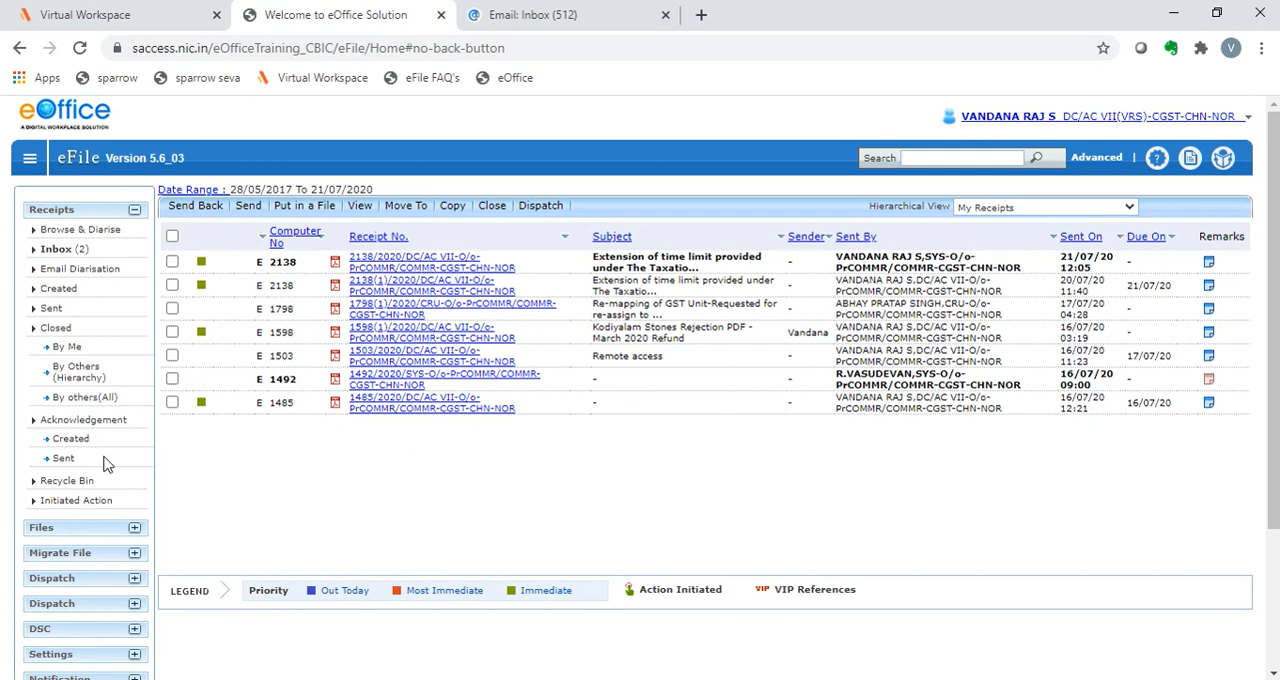 Virtual Workspace
Welcome to eOffice Solution
Email: Inbox (512)
saccess.nic.in/eOfficeTraining_CBIC/eFile/Home#no-back-button
V
Apps
sparrow
sparrow seva
Virtual Workspace
eFile FAQ's
eOffice
eOffice
A DIGITAL WORKPLACE SOLUTION
VANDANA RAJ S DC/AC VII(VRS)-CGST-CHN-NOR
eFile Version 5.6_03
Search
Advanced
Date Range : 28/05/2017 To 21/07/2020
Send Back Send Put in a File View Move To Copy Close Dispatch
Hierarchical View My Receipts
Receipts
Browse & Diarise
Inbox (2)
Email Diarisation
Created
Sent
Closed
By Me
By Others
(Hierarchy)
By others(All)
Acknowledgement
Created
Sent
Recycle Bin
Initiated Action
Files
Migrate File
Dispatch
Dispatch
DSC
Settings
Notification
Computer No Receipt No. Subject Sender Sent By Sent On Due On Remarks
E 2138 2138/2020/DC/AC VII-O/o- Extension of time limit provided - VANDANA RAJ S,SYS-O/o- 21/07/20 -
PrCOMMR/COMMR-CGST-CHN-NOR under The Taxatio... PrCOMMR/COMMR-CGST-CHN-NOR 12:05
E 2138 2138(1)/2020/DC/AC VII-O/o- Extension of time limit provided under - VANDANA RAJ S,DC/AC VII-O/o- 20/07/20 21/07/20
PrCOMMR/COMMR-CGST-CHN-NOR The Taxatio... PrCOMMR/COMMR-CGST-CHN-NOR 11:40
E 1798 1798(1)/2020/CRU-O/o-PrCOMMR/COMMR- Re-mapping of GST Unit-Requested for - ABHAY PRATAP SINGH,CRU-O/o- 17/07/20 -
CGST-CHN-NOR re-assign to ... PrCOMMR/COMMR-CGST-CHN-NOR 04:28
E 1598 1598(1)/2020/DC/AC VII-O/o- Kodiyalam Stones Rejection PDF - Vandana VANDANA RAJ S,DC/AC VII-O/o- 16/07/20 -
PrCOMMR/COMMR-CGST-CHN-NOR March 2020 Refund PrCOMMR/COMMR-CGST-CHN-NOR 03:19
E 1503 1503/2020/DC/AC VII-O/o- Remote access - VANDANA RAJ S,DC/AC VII-O/o- 16/07/20 17/07/20
PrCOMMR/COMMR-CGST-CHN-NOR PrCOMMR/COMMR-CGST-CHN-NOR 11:23
E 1492 1492/2020/SYS-O/o-PrCOMMR/COMMR- - - R.VASUDEVAN,SYS-O/o- 16/07/20 -
CGST-CHN-NOR PrCOMMR/COMMR-CGST-CHN-NOR 09:00
E 1485 1485/2020/DC/AC VII-O/o- - - VANDANA RAJ S,DC/AC VII-O/o- 16/07/20 16/07/20
PrCOMMR/COMMR-CGST-CHN-NOR PrCOMMR/COMMR-CGST-CHN-NOR 12:21
LEGEND Priority Out Today Most Immediate Immediate Action Initiated VIP VIP References